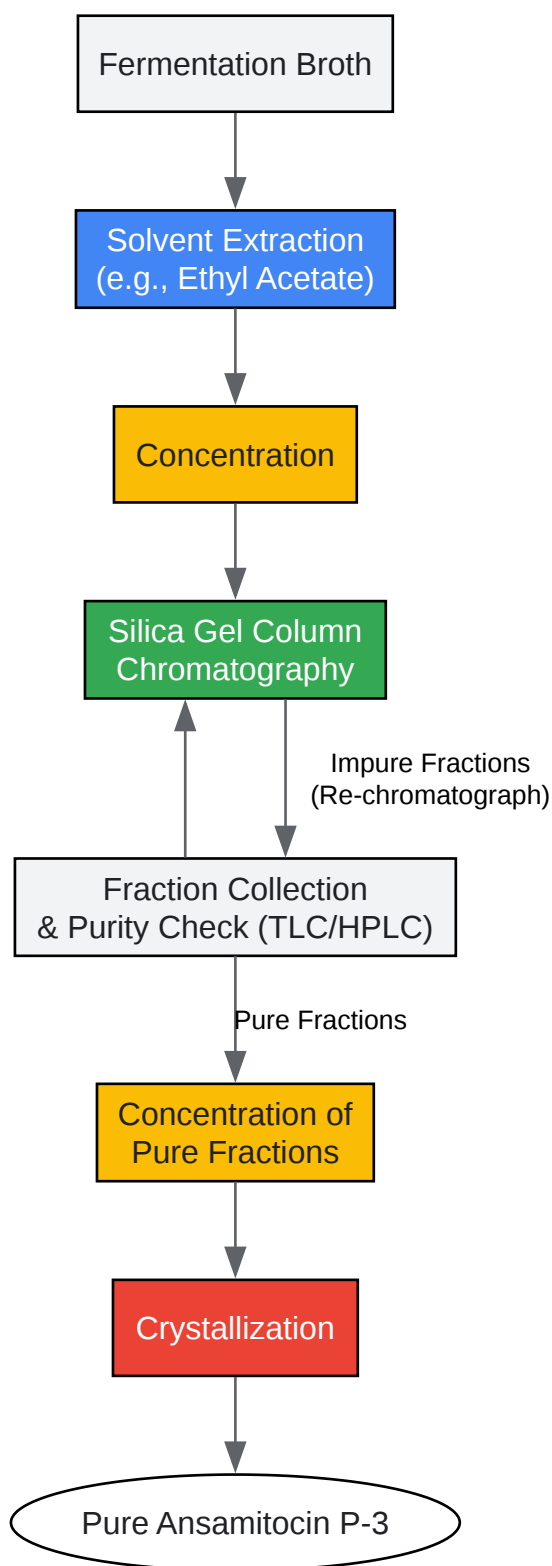 Fermentation Broth
Solvent Extraction
(e.g., Ethyl Acetate)
Concentration
Silica Gel Column
Chromatography
Impure Fractions
(Re-chromatograph)
Fraction Collection
& Purity Check (TLC/HPLC)
Pure Fractions
Concentration of
Pure Fractions
Crystallization
Pure Ansamitocin P-3